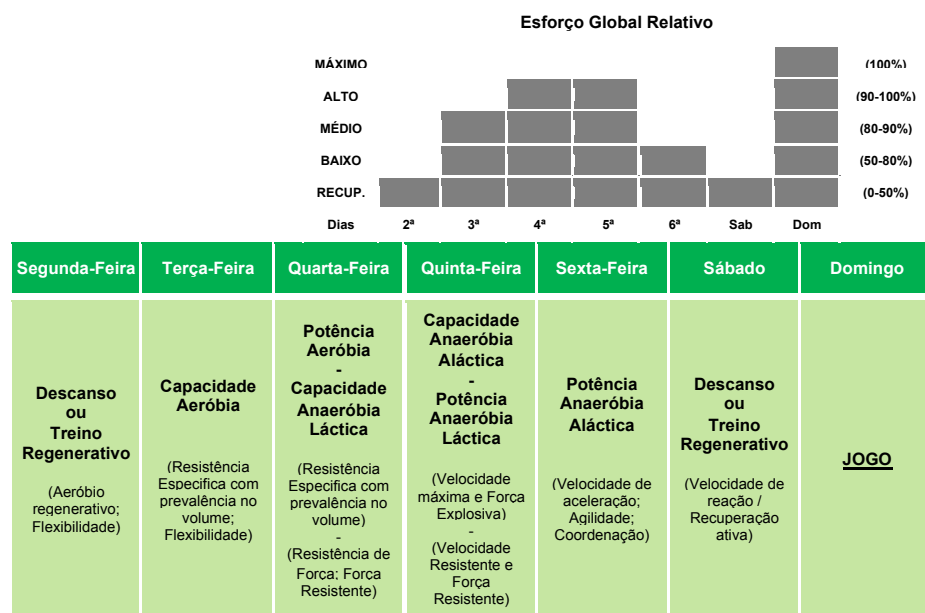 Esforço Global Relativo
MÁXIMO (100%)
ALTO (90-100%)
MÉDIO (80-90%)
BAIXO (50-80%)
RECUP. (0-50%)
Dias 2ª 3ª 4ª 5ª 6ª Sab Dom
Segunda-Feira Terça-Feira Quarta-Feira Quinta-Feira Sexta-Feira Sábado Domingo
Descanso
ou
Treino
Regenerativo
(Aeróbio
regenerativo;
Flexibilidade)
Capacidade
Aeróbia
(Resistência
Especifica com
prevalência no
volume;
Flexibilidade)
Potência
Aeróbia
-
Capacidade
Anaeróbia
Láctica
(Resistência
Especifica com
prevalência no
volume)
-
(Resistência de
Força; Força
Resistente)
Capacidade
Anaeróbia
Aláctica
-
Potência
Anaeróbia
Láctica
(Velocidade
máxima e Força
Explosiva)
-
(Velocidade
Resistente e
Força
Resistente)
Potência
Anaeróbia
Aláctica
(Velocidade de
aceleração;
Agilidade;
Coordenação)
Descanso
ou
Treino
Regenerativo
(Velocidade de
reação /
Recuperação
ativa)
JOGO